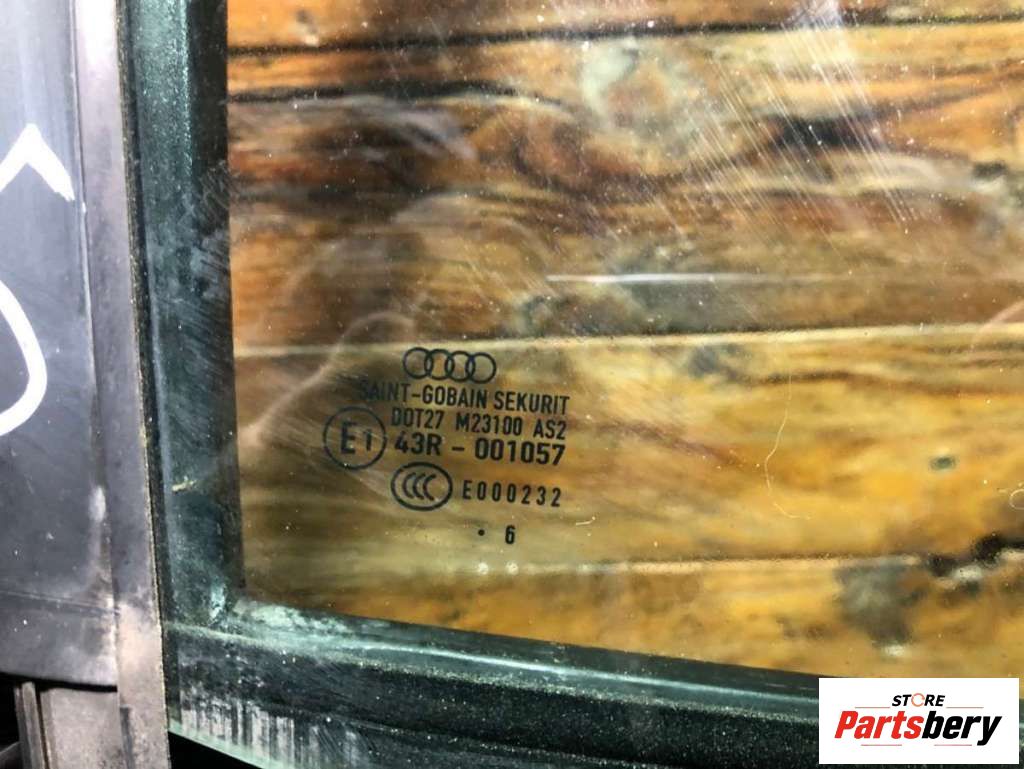 SAINT-GOBAIN SEKURIT
DOT27 M23100 AS2
E1 43R - 001057
CCC E000232
. 6
STORE
Partsbery